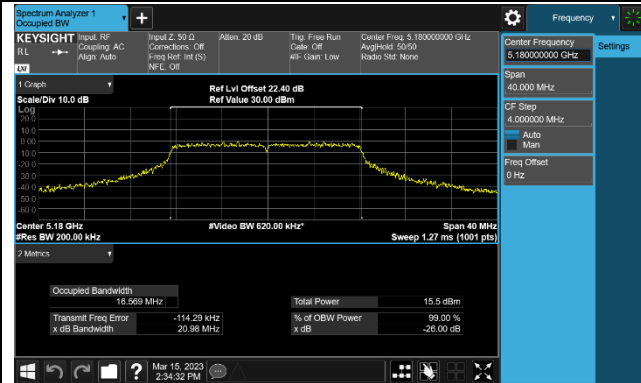 Spectrum Analyzer 1
Occupied BW
Frequency
KEYSIGHT
RL
LXI
Input: RF
Coupling: AC
Align: Auto
Input Z: 50 Ω
Corrections: Off
Freq Ref: Int (S)
NFE: Off
Atten: 20 dB
Trig: Free Run
Gate: Off
#IF Gain: Low
Center Freq: 5.180000000 GHz
Avg|Hold: 50/50
Radio Std: None
Center Frequency
5.180000000 GHz
Settings
Span
40.000 MHz
CF Step
4.000000 MHz
Auto
Man
Freq Offset
0 Hz
1 Graph
Scale/Div 10.0 dB
Ref Lvl Offset 22.40 dB
Ref Value 30.00 dBm
Log
20.0
10.0
0.00
-10.0
-20.0
-30.0
-40.0
-50.0
-60.0
Center 5.18 GHz
#Video BW 620.00 kHz*
Span 40 MHz
#Res BW 200.00 kHz
Sweep 1.27 ms (1001 pts)
2 Metrics
Occupied Bandwidth
16.569 MHz
Total Power
15.5 dBm
Transmit Freq Error
-114.29 kHz
% of OBW Power
99.00 %
x dB Bandwidth
20.98 MHz
x dB
-26.00 dB
Mar 15, 2023
2:34:32 PM